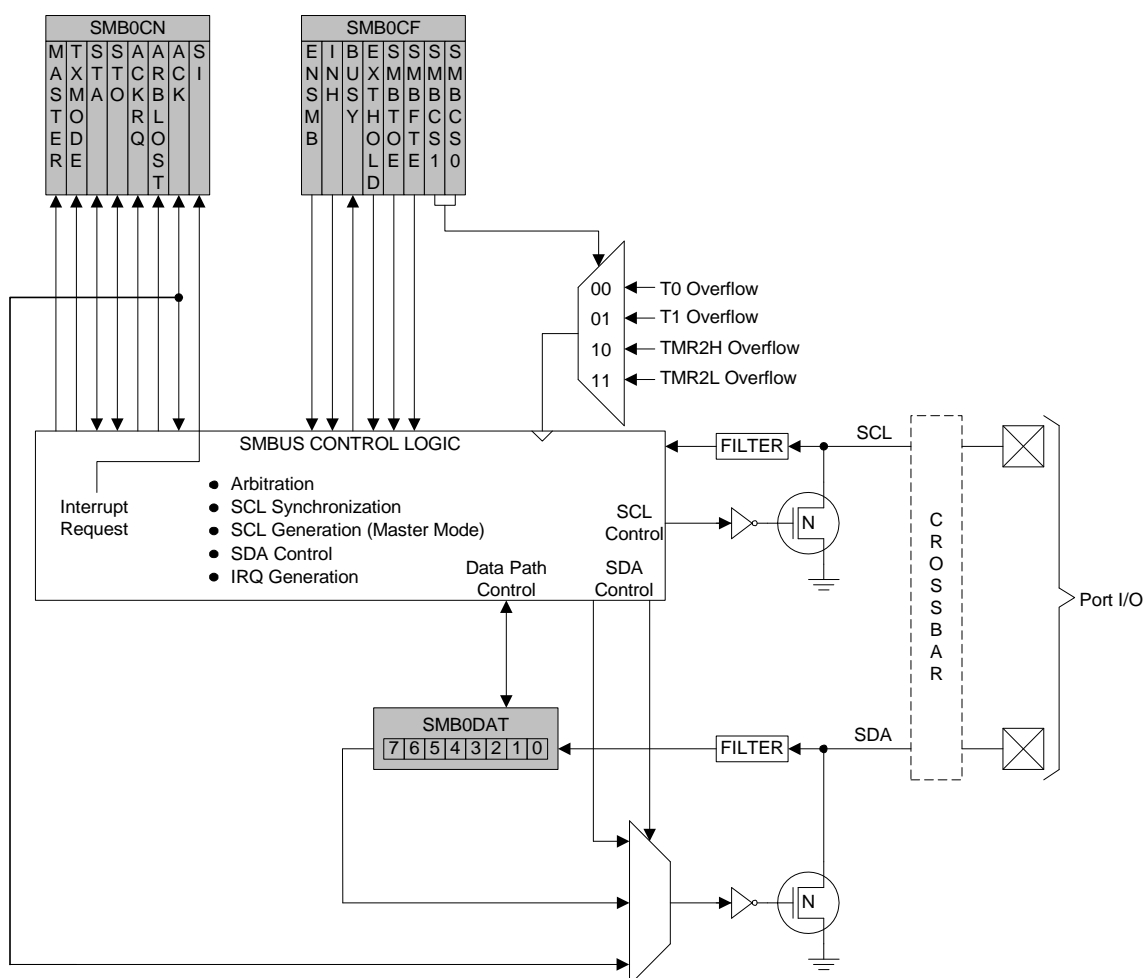 SMB0CN
SMB0CF
MASTER
TXMODE
STA
STO
ACKRQ
ARBLOST
ACK
SI
ENSMB
INH
BUSY
EXTHOLD
SMBTOE
SMBFTE
SMBCS1
SMBCS0
00
T0 Overflow
01
T1 Overflow
10
TMR2H Overflow
11
TMR2L Overflow
SMBUS CONTROL LOGIC
Interrupt
Request
• Arbitration
• SCL Synchronization
• SCL Generation (Master Mode)
• SDA Control
• IRQ Generation
SCL
Control
Data Path
Control
SDA
Control
FILTER
SCL
N
CROSSBAR
Port I/O
SMB0DAT
7 6 5 4 3 2 1 0
FILTER
SDA
N